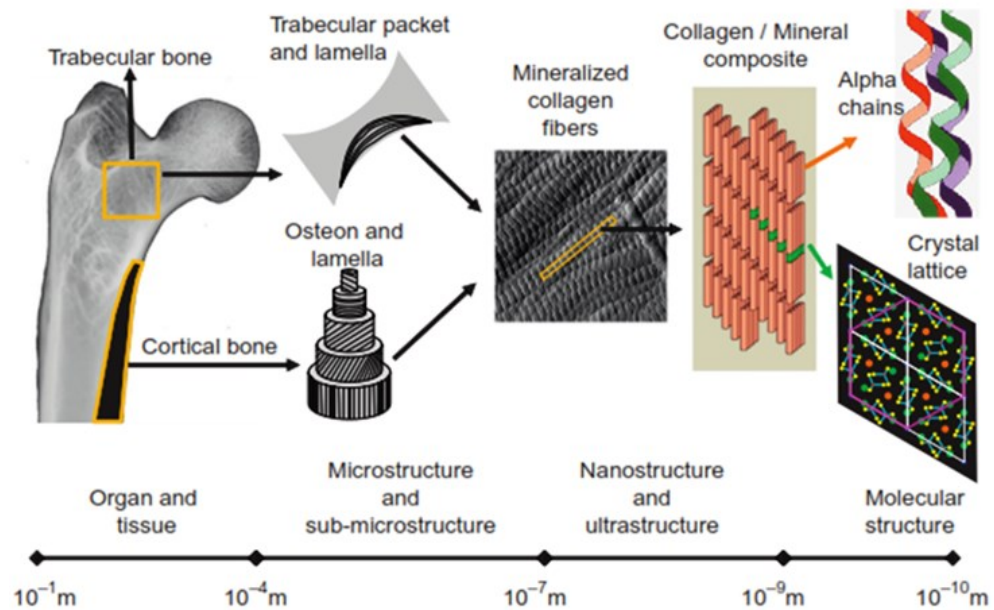 Trabecular bone
Trabecular packet
and lamella
Mineralized
collagen
fibers
Collagen / Mineral
composite
Alpha
chains
Osteon and
lamella
Cortical bone
Crystal
lattice
Organ and
tissue
Microstructure
and
sub-microstructure
Nanostructure
and
ultrastructure
Molecular
structure
10⁻¹m
10⁻⁴m
10⁻⁷m
10⁻⁹m
10⁻¹⁰m